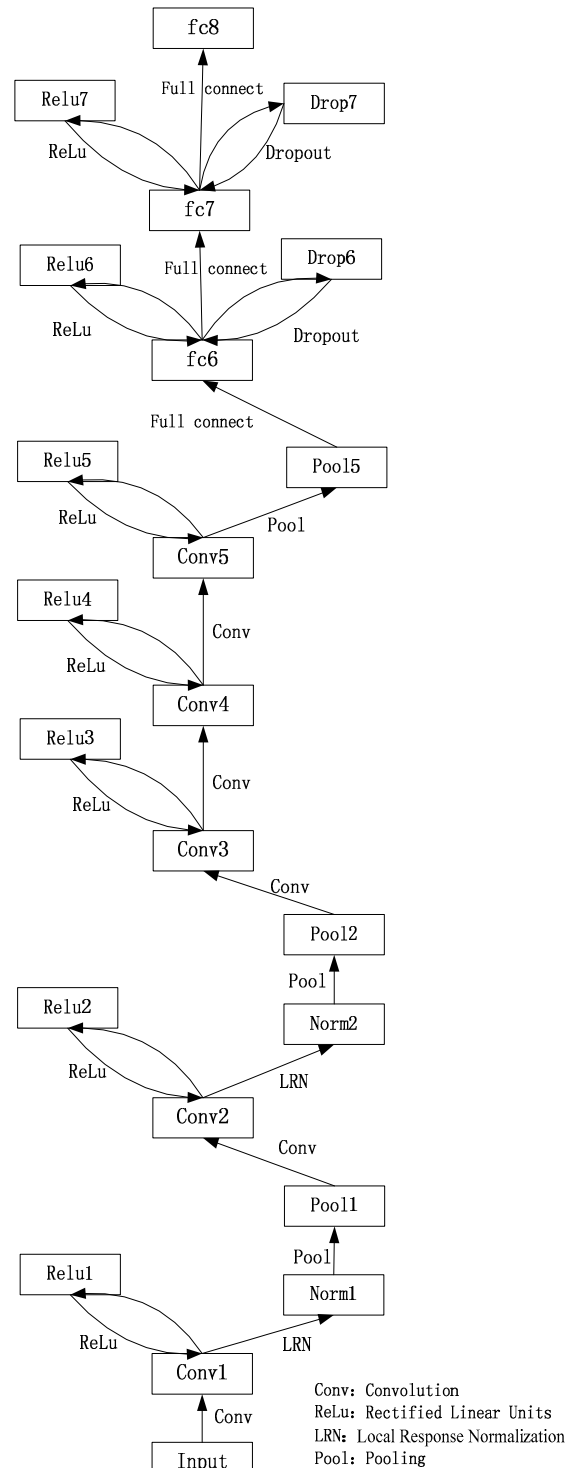 fc8
Full connect
Relu7
Drop7
ReLu
Dropout
fc7
Relu6
Full connect
Drop6
ReLu
Dropout
fc6
Full connect
Relu5
Pool5
ReLu
Pool
Conv5
Relu4
Conv
ReLu
Conv4
Relu3
Conv
ReLu
Conv3
Conv
Pool2
Pool
Relu2
Norm2
ReLu
LRN
Conv2
Conv
Pool1
Pool
Relu1
Norm1
ReLu
LRN
Conv1
Conv
Input
Conv: Convolution
ReLu: Rectified Linear Units
LRN: Local Response Normalization
Pool: Pooling